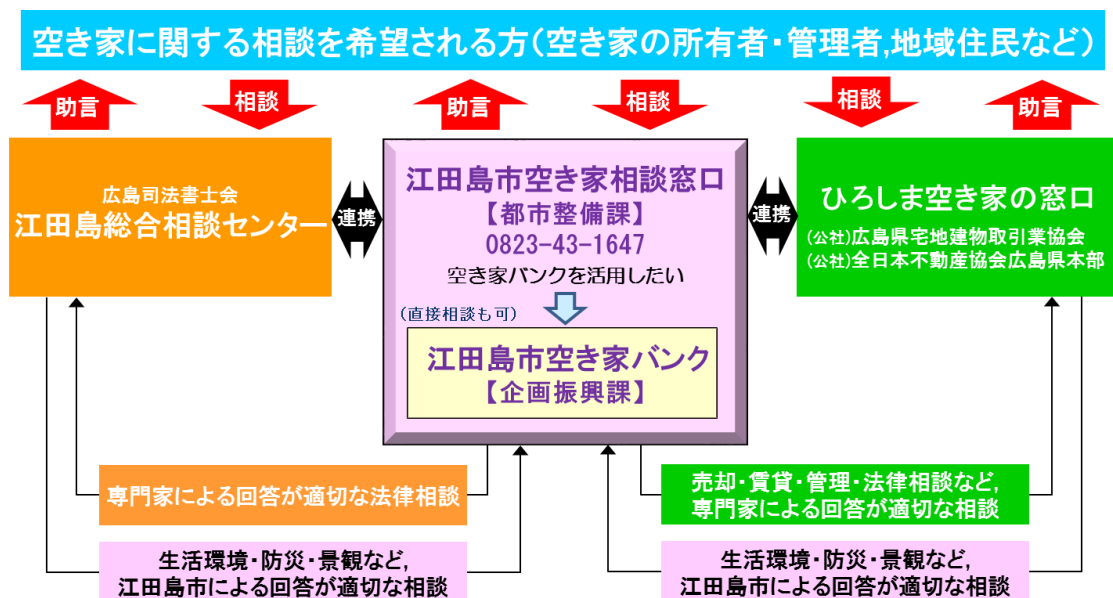 空き家に関する相談を希望される方(空き家の所有者・管理者,地域住民など)
助言
相談
助言
相談
相談
助言
広島司法書士会
江田島総合相談センター
連携
江田島市空き家相談窓口
【都市整備課】
0823-43-1647
空き家バンクを活用したい
(直接相談も可)
江田島市空き家バンク
【企画振興課】
連携
ひろしま空き家の窓口
(公社)広島県宅地建物取引業協会
(公社)全日本不動産協会広島県本部
専門家による回答が適切な法律相談
売却・賃貸・管理・法律相談など,
専門家による回答が適切な相談
生活環境・防災・景観など,
江田島市による回答が適切な相談
生活環境・防災・景観など,
江田島市による回答が適切な相談